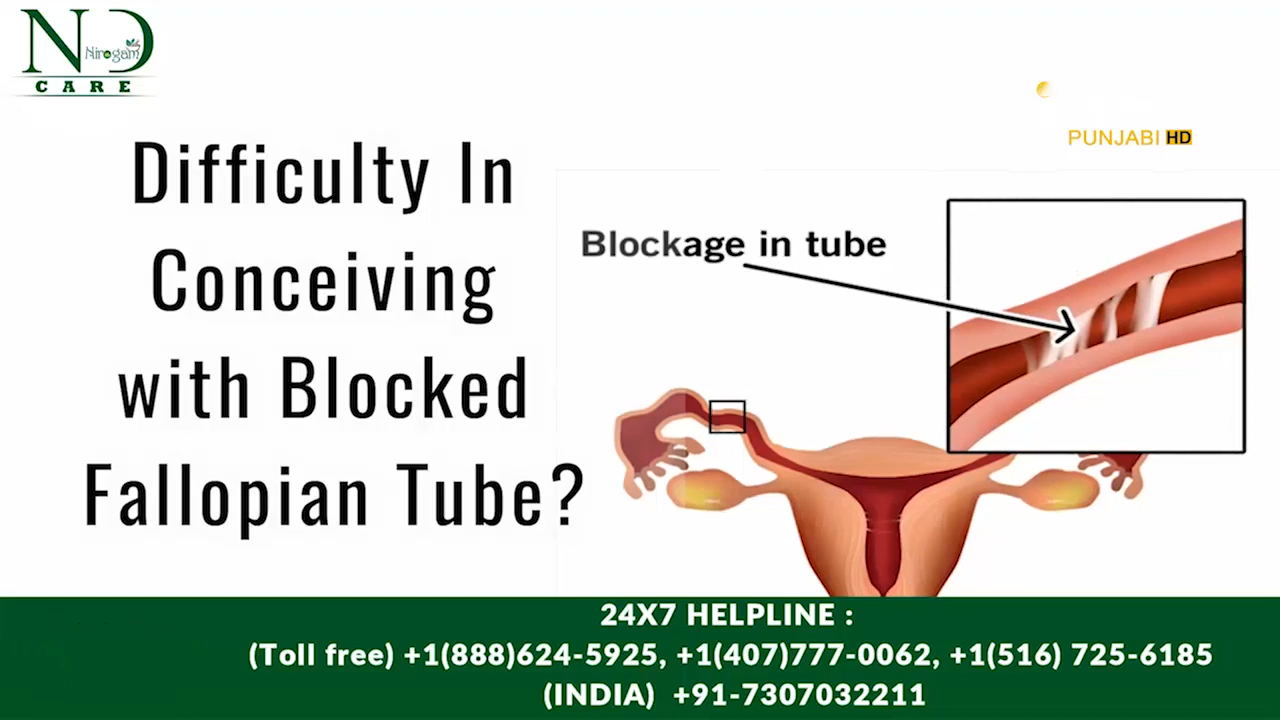 ND
Nirogam
CARE
PUNJABI HD
Difficulty In
Conceiving
with Blocked
Fallopian Tube?
Blockage in tube
24X7 HELPLINE :
(Toll free) +1(888)624-5925, +1(407)777-0062, +1(516) 725-6185
(INDIA) +91-7307032211